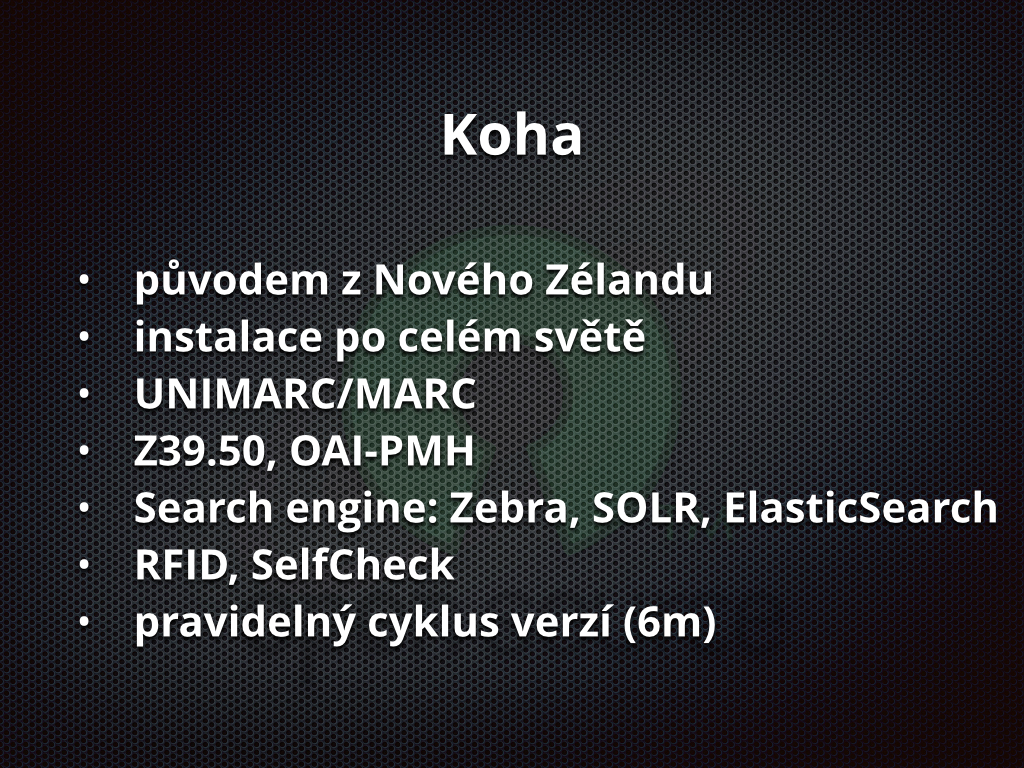 Koha
• původem z Nového Zélandu
• instalace po celém světě
• UNIMARC/MARC
• Z39.50, OAI-PMH
• Search engine: Zebra, SOLR, ElasticSearch
• RFID, SelfCheck
• pravidelný cyklus verzí (6m)